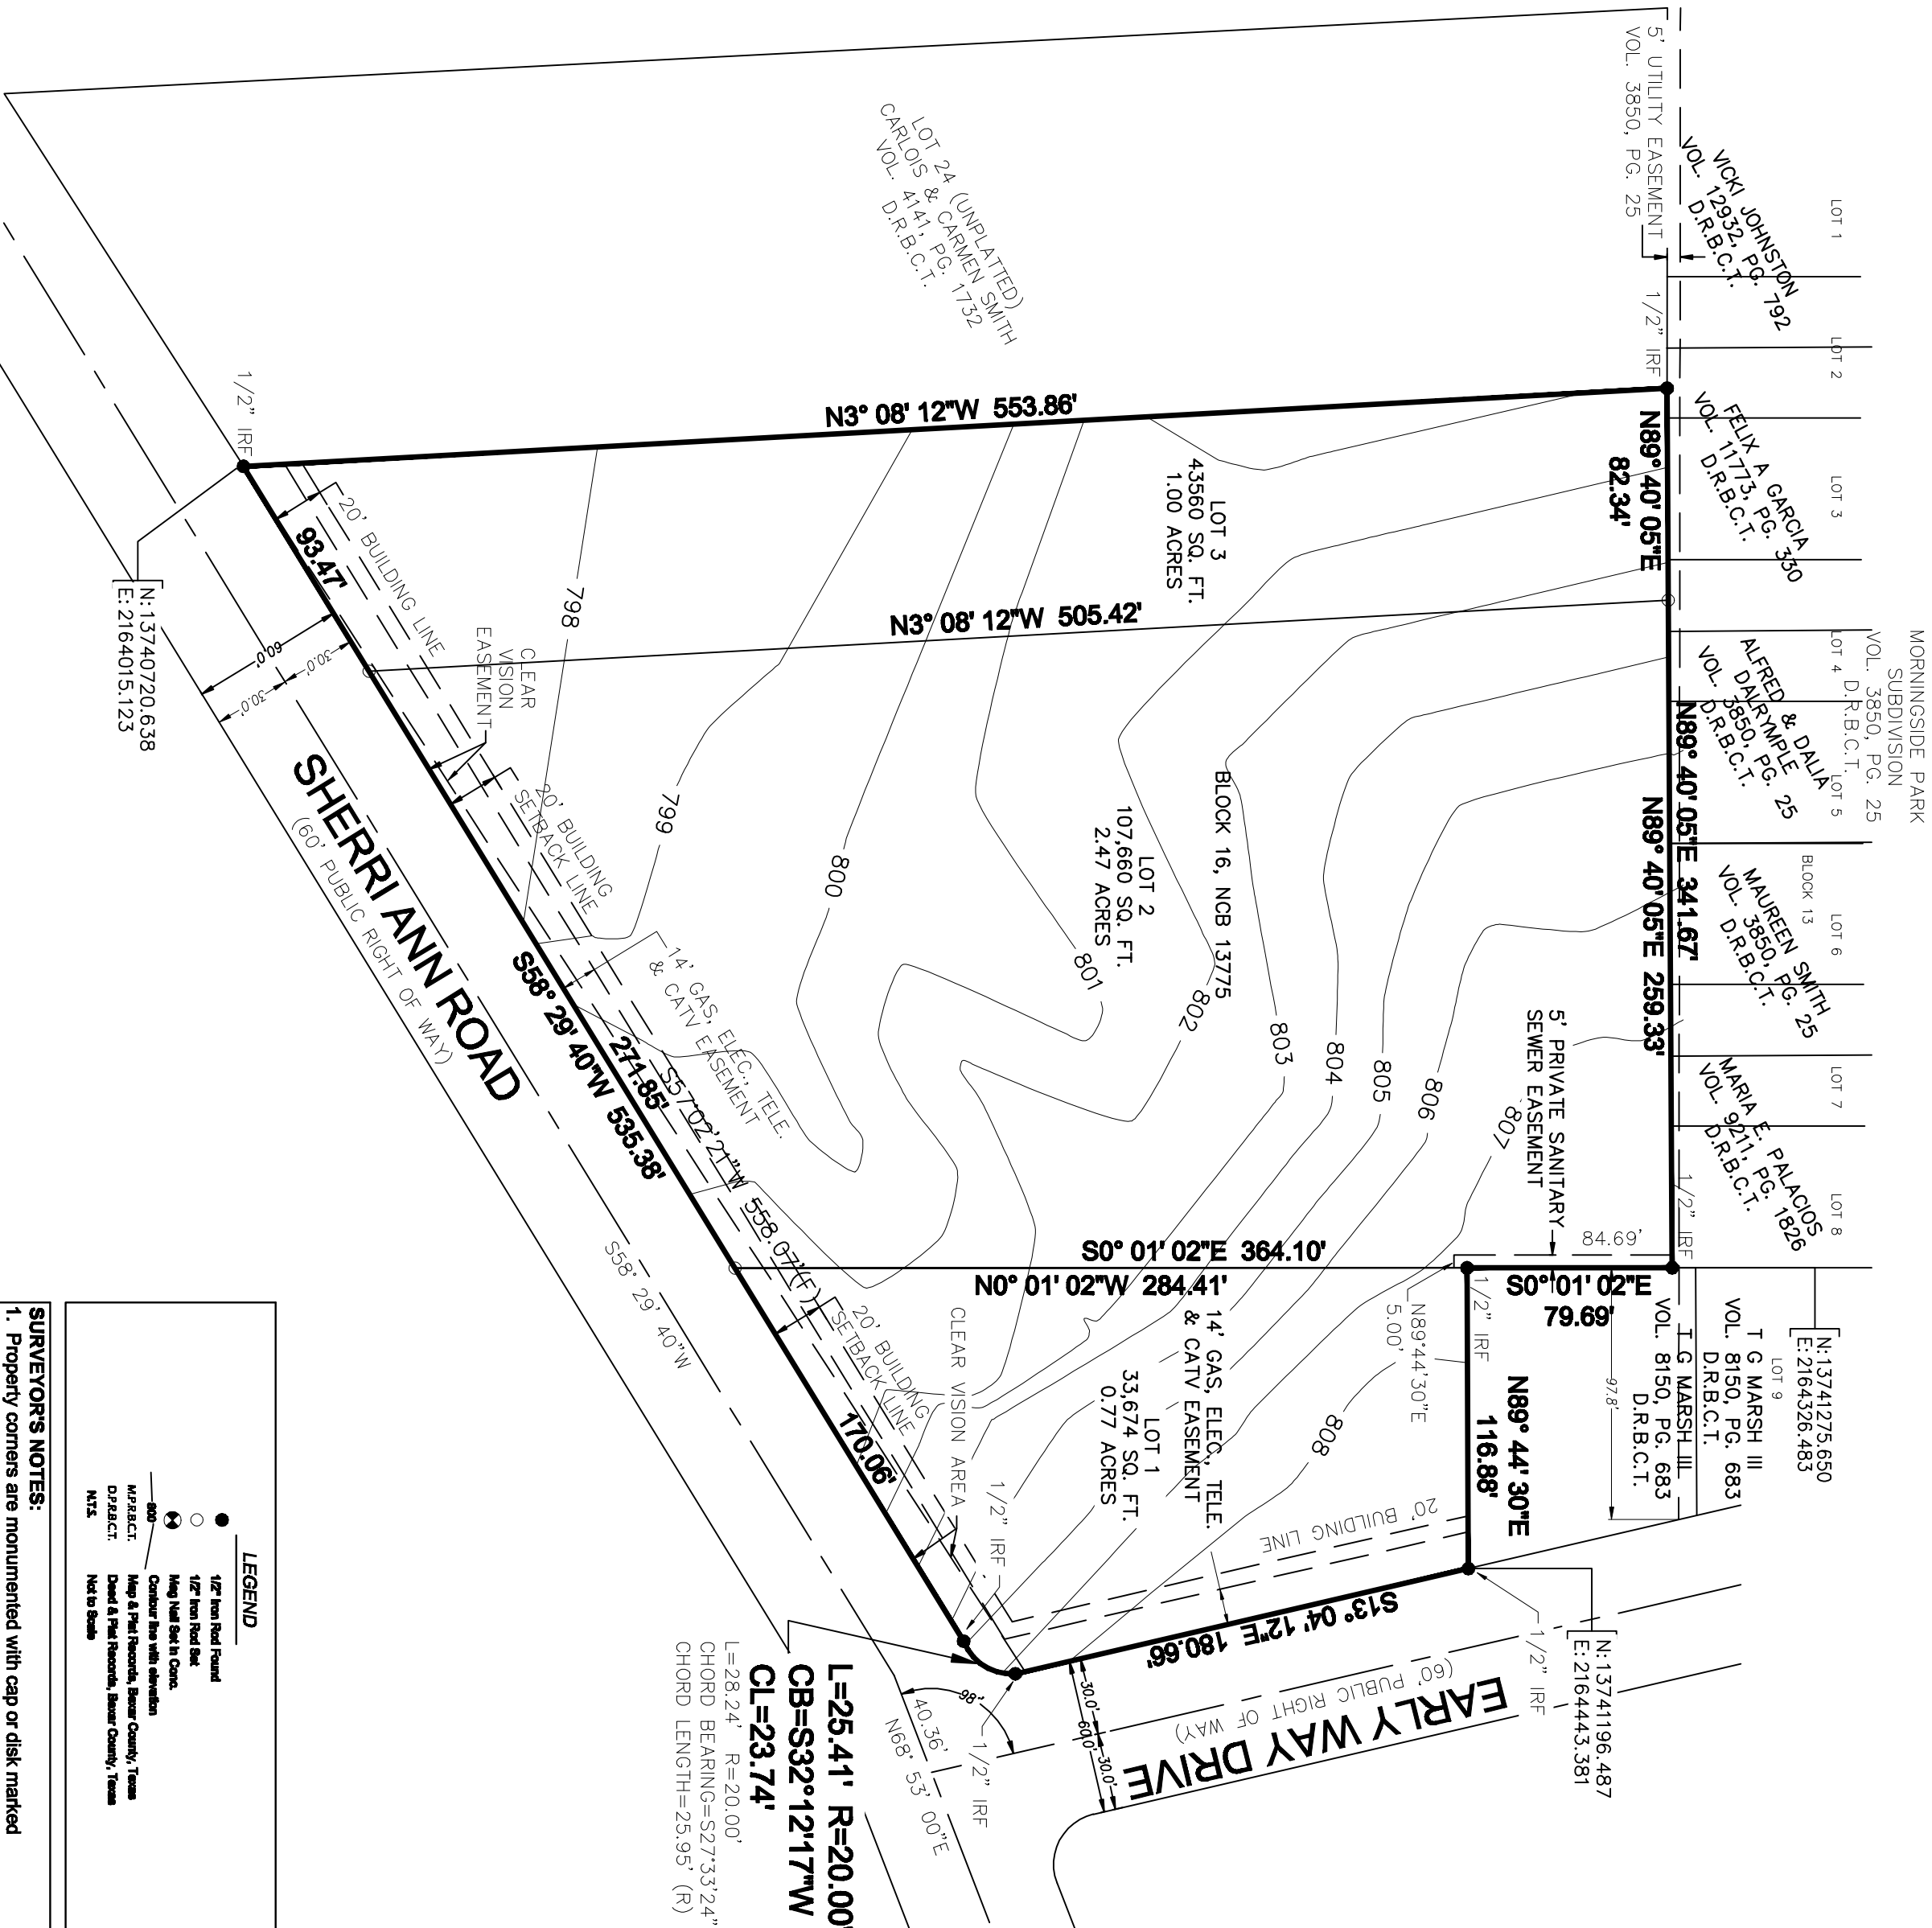 MORNINGSIDE PARK
SUBDIVISION
VOL. 3850, PG. 25
D.R.B.C.T.
LOT 1
LOT 2
LOT 3
LOT 4
LOT 5
LOT 6
LOT 7
LOT 8
BLOCK 13
VICKI JOHNSTON
VOL. 12932, PG. 792
D.R.B.C.T.
FELIX A GARCIA
VOL. 11773, PG. 330
D.R.B.C.T.
ALFRED & DALIA
DALRYMPLE
VOL. 3850, PG. 25
D.R.B.C.T.
MAUREEN SMITH
VOL. 3850, PG. 25
D.R.B.C.T.
MARIA E. PALACIOS
VOL. 9211, PG. 1826
D.R.B.C.T.
N:13741275.650
E:2164326.483
LOT 9
T G MARSH III
VOL. 8150, PG. 683
D.R.B.C.T.
T G MARSH III
VOL. 8150, PG. 683
D.R.B.C.T.
97.8'
5' UTILITY EASEMENT
VOL. 3850, PG. 25
1/2" IRF
N89° 40' 05"E
82.34'
N89° 40' 05"E 341.67'
N89° 40' 05"E 259.33'
1/2" IRF
84.69'
S0° 01' 02"E
79.69'
5' PRIVATE SANITARY
SEWER EASEMENT
1/2" IRF
N89° 44' 30"E
116.88'
N89°44'30"E
5.00'
N:13741196.487
E:2164443.381
1/2" IRF
LOT 24 (UNPLATTED)
CARLOIS & CARMEN SMITH
VOL. 4141, PG. 1732
D.R.B.C.T.
N3° 08' 12"W 553.86'
LOT 3
43560 SQ. FT.
1.00 ACRES
N3° 08' 12"W 505.42'
BLOCK 16, NCB 13775
LOT 2
107,660 SQ. FT.
2.47 ACRES
798
799
800
801
802
803
804
805
806
807
808
S0° 01' 02"E 364.10'
N0° 01' 02"W 284.41'
14' GAS, ELEC., TELE.
& CATV EASEMENT
LOT 1
33,674 SQ. FT.
0.77 ACRES
20' BUILDING LINE
S13° 04' 12"E 180.66'
EARLY WAY DRIVE
(60' PUBLIC RIGHT OF WAY)
30.0'
60.0'
30.0'
1/2" IRF
20' BUILDING LINE
93.47'
CLEAR
VISION
EASEMENT
20' BUILDING
SETBACK LINE
14' GAS, ELEC., TELE.
& CATV EASEMENT
271.85'
S58° 29' 40"W 535.38'
S57°02'21"W 558.07'(F)
20' BUILDING
SETBACK LINE
CLEAR VISION AREA
170.06'
1/2" IRF
1/2" IRF
60.0'
30.0'
30.0'
SHERRI ANN ROAD
(60' PUBLIC RIGHT OF WAY)
S58° 29' 40"W
N:13740720.638
E:2164015.123
98°
40.36'
N68° 53' 00"E
L=25.41' R=20.00'
CB=S32°12'17"W
CL=23.74'
L=28.24' R=20.00'
CHORD BEARING=S27°33'24"
CHORD LENGTH=25.95' (R)
LEGEND
1/2" Iron Rod Found
1/2" Iron Rod Set
Mag Nail Set in Conc.
800 Contour line with elevation
M.P.R.B.C.T. Map & Plat Records, Bexar County, Texas
D.P.R.B.C.T. Deed & Plat Records, Bexar County, Texas
N.T.S. Not to Scale
SURVEYOR'S NOTES:
1. Property corners are monumented with cap or disk marked